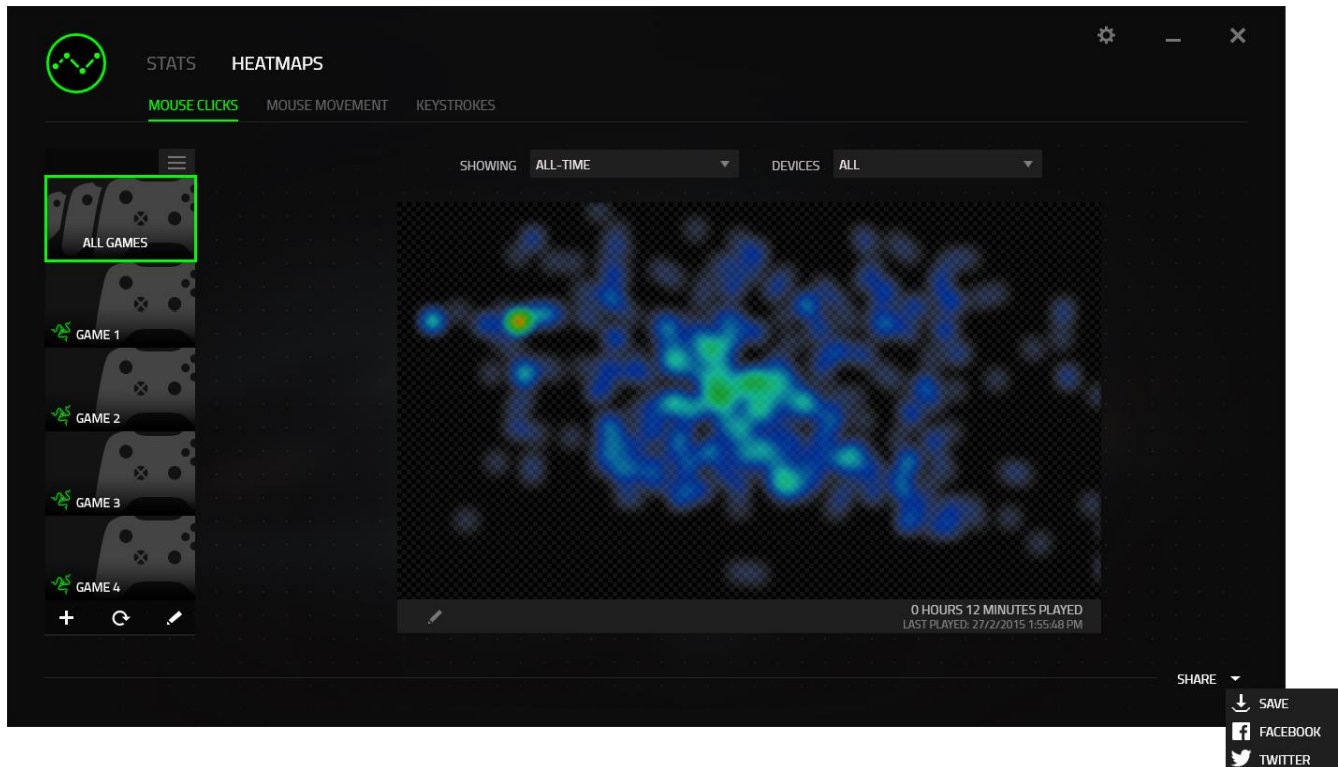 STATS HEATMAPS
MOUSE CLICKS MOUSE MOVEMENT KEYSTROKES
SHOWING ALL-TIME DEVICES ALL
ALL GAMES
GAME 1
GAME 2
GAME 3
GAME 4
0 HOURS 12 MINUTES PLAYED
LAST PLAYED: 27/2/2015 1:55:48 PM
SHARE
SAVE
FACEBOOK
TWITTER